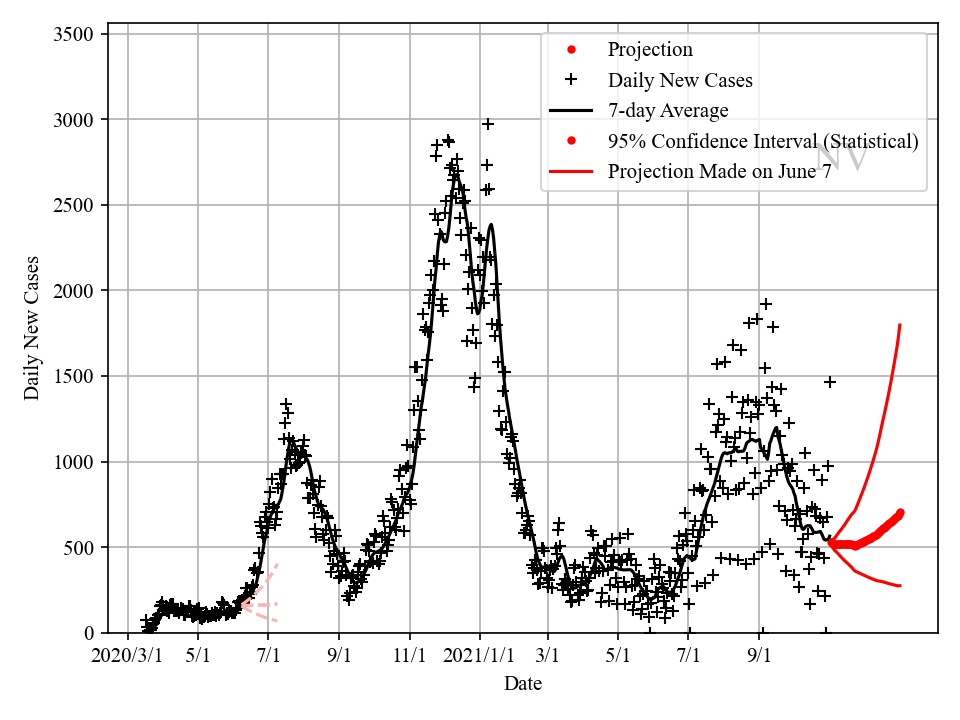 3500
3000
2500
2000
1500
1000
500
0
Daily New Cases
Projection
Daily New Cases
7-day Average
95% Confidence Interval (Statistical)
Projection Made on June 7
NV
2020/3/1 5/1 7/1 9/1 11/1 2021/1/1 3/1 5/1 7/1 9/1
Date